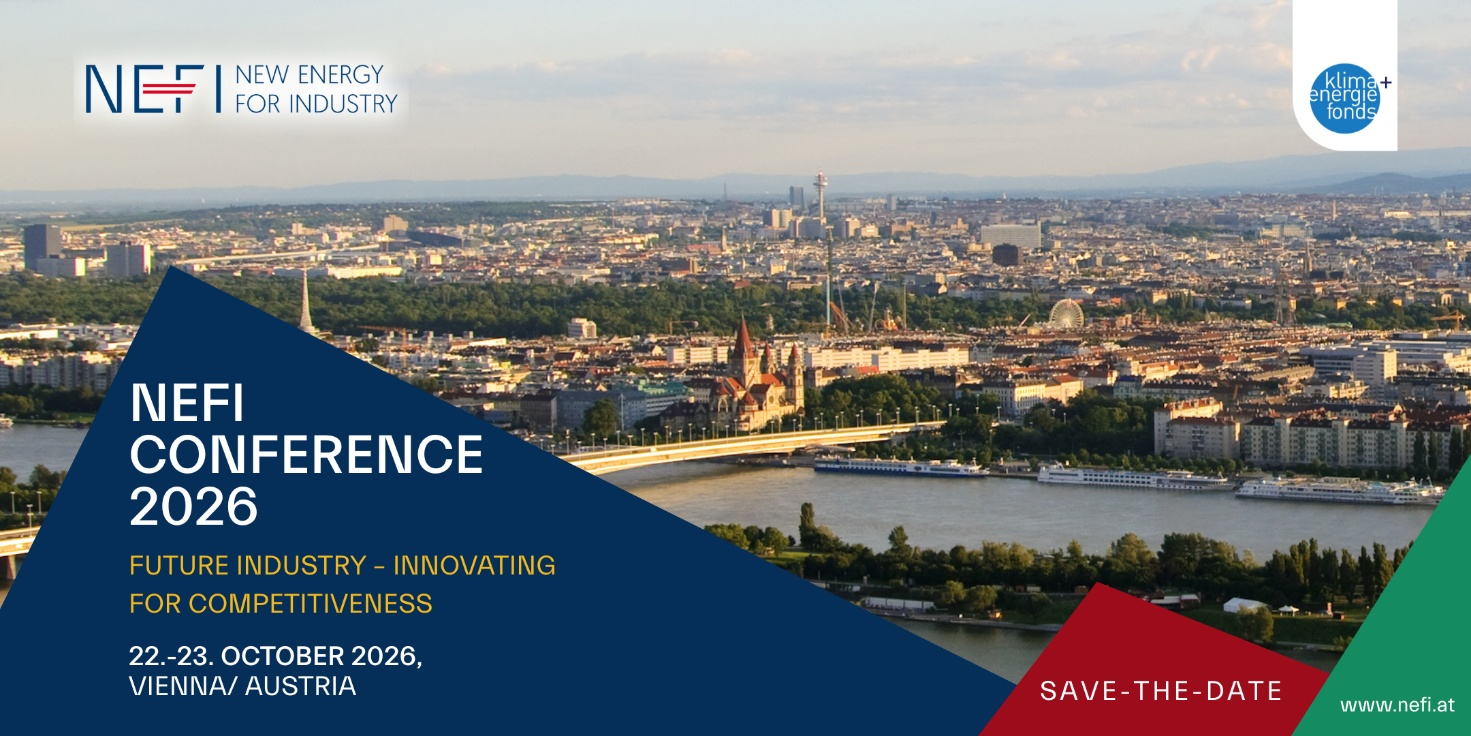 NEFI NEW ENERGY
FOR INDUSTRY
klima+
energie
fonds
NEFI
CONFERENCE
2026
FUTURE INDUSTRY – INNOVATING
FOR COMPETITIVENESS
22.-23. OCTOBER 2026,
VIENNA/ AUSTRIA
SAVE-THE-DATE
www.nefi.at